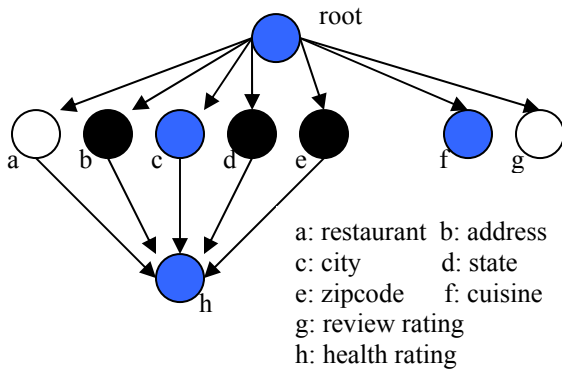 root
a b c d e f g
h
a: restaurant b: address
c: city d: state
e: zipcode f: cuisine
g: review rating
h: health rating